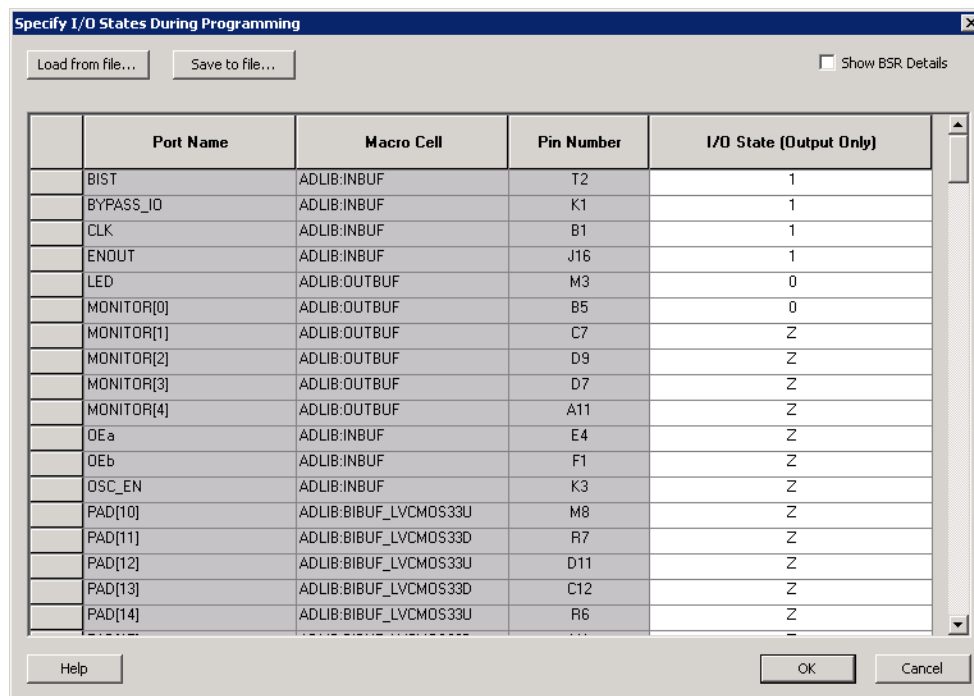 Specify I/O States During Programming
Load from file... Save to file... Show BSR Details
Port Name Macro Cell Pin Number I/O State (Output Only)
BIST ADLIB:INBUF T2 1
BYPASS_IO ADLIB:INBUF K1 1
CLK ADLIB:INBUF B1 1
ENOUT ADLIB:INBUF J16 1
LED ADLIB:OUTBUF M3 0
MONITOR[0] ADLIB:OUTBUF B5 0
MONITOR[1] ADLIB:OUTBUF C7 Z
MONITOR[2] ADLIB:OUTBUF D9 Z
MONITOR[3] ADLIB:OUTBUF D7 Z
MONITOR[4] ADLIB:OUTBUF A11 Z
OEa ADLIB:INBUF E4 Z
OEb ADLIB:INBUF F1 Z
OSC_EN ADLIB:INBUF K3 Z
PAD[10] ADLIB:BIBUF_LVCMOS33U M8 Z
PAD[11] ADLIB:BIBUF_LVCMOS33D R7 Z
PAD[12] ADLIB:BIBUF_LVCMOS33U D11 Z
PAD[13] ADLIB:BIBUF_LVCMOS33D C12 Z
PAD[14] ADLIB:BIBUF_LVCMOS33U R6 Z
Help OK Cancel